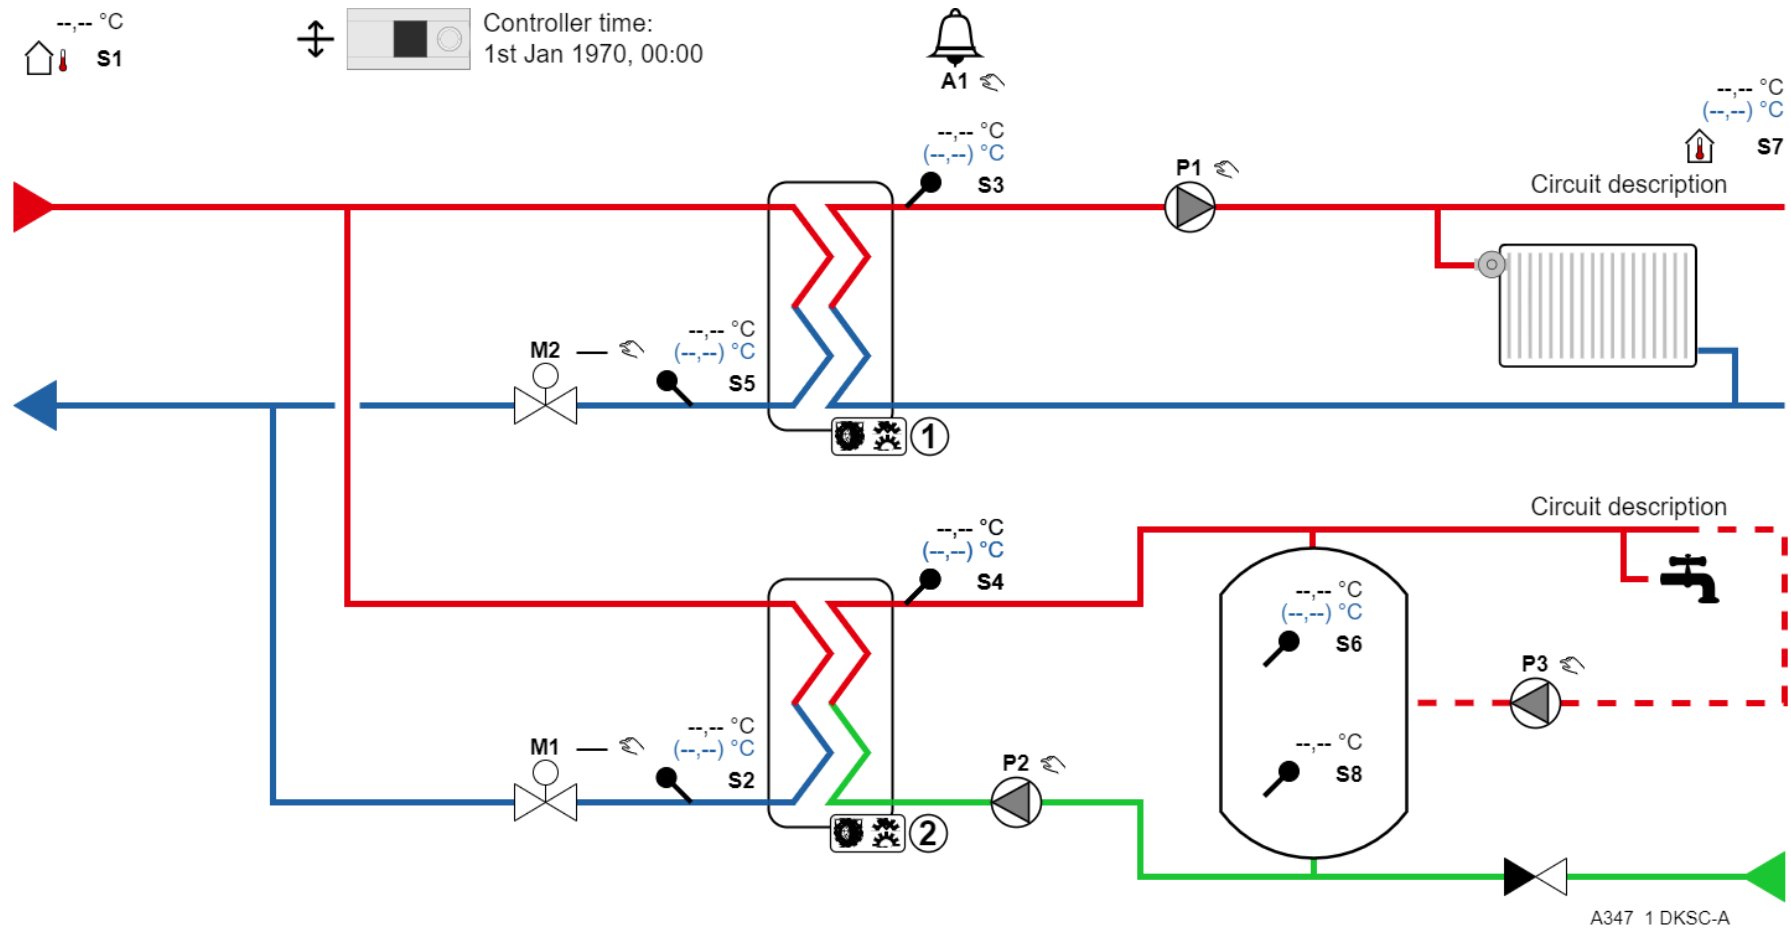 --,-- °C
S1
Controller time:
1st Jan 1970, 00:00
A1
--,-- °C
(--,--) °C
S7
--,-- °C
(--,--) °C
S3
P1
Circuit description
M2
--,-- °C
(--,--) °C
S5
1
Circuit description
--,-- °C
(--,--) °C
S4
--,-- °C
(--,--) °C
S6
P3
M1
--,-- °C
(--,--) °C
S2
P2
--,-- °C
S8
2
A347 1 DKSC-A